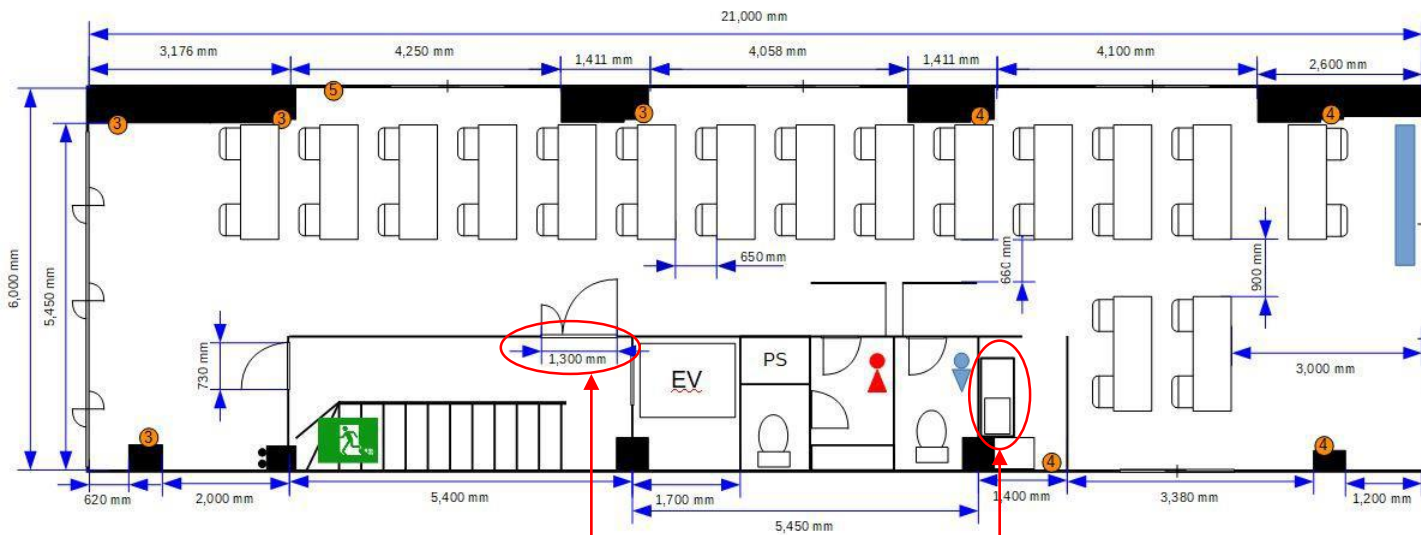 21,000 mm
3,176 mm
4,250 mm
1,411 mm
4,058 mm
1,411 mm
4,100 mm
2,600 mm
5
3
3
3
4
4
6,000 mm
5,450 mm
650 mm
660 mm
900 mm
730 mm
1,300 mm
EV
PS
3,000 mm
3
4
4
620 mm
2,000 mm
5,400 mm
1,700 mm
5,450 mm
1,400 mm
3,380 mm
1,200 mm